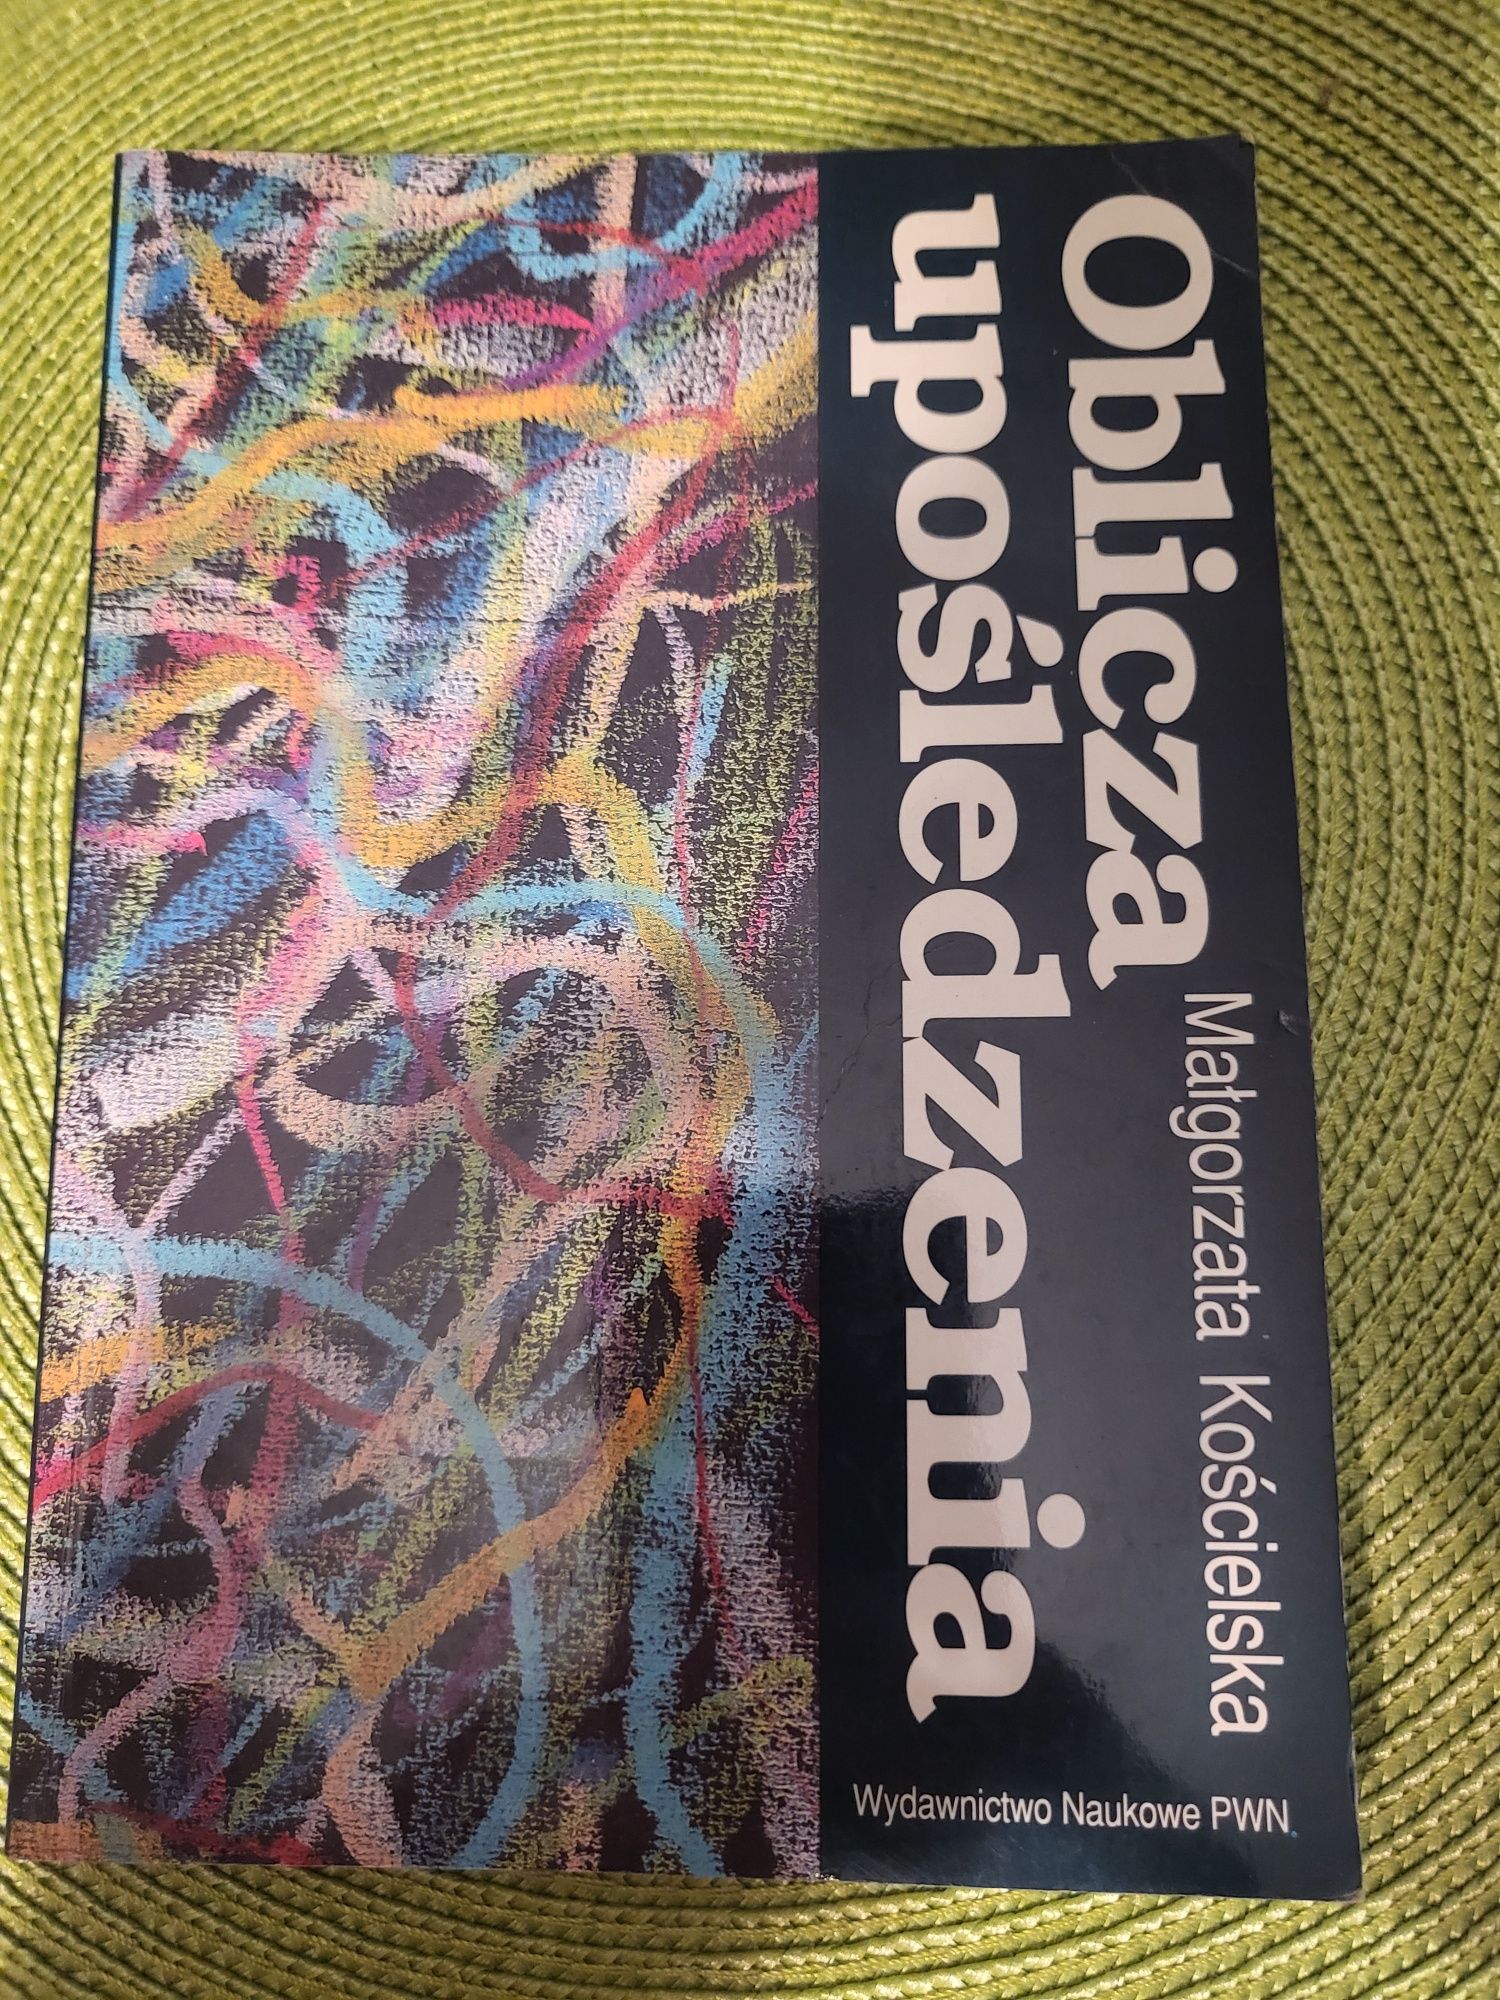 Oblicza
upośledzenia
Małgorzata Kościelska
Wydawnictwo Naukowe PWN